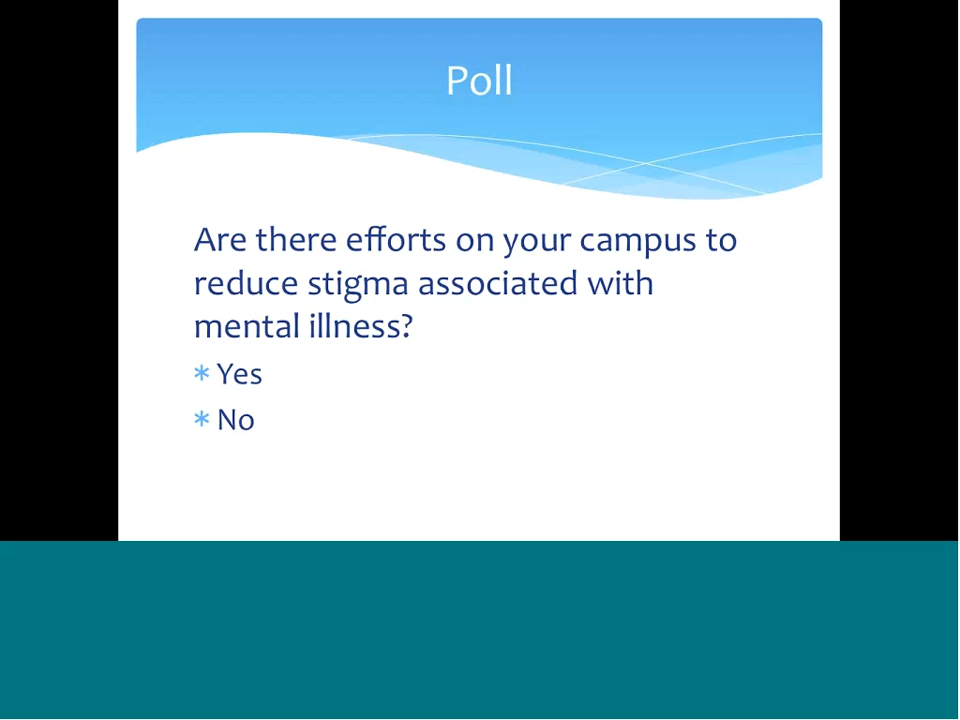 Poll
Are there efforts on your campus to
reduce stigma associated with
mental illness?
* Yes
* No